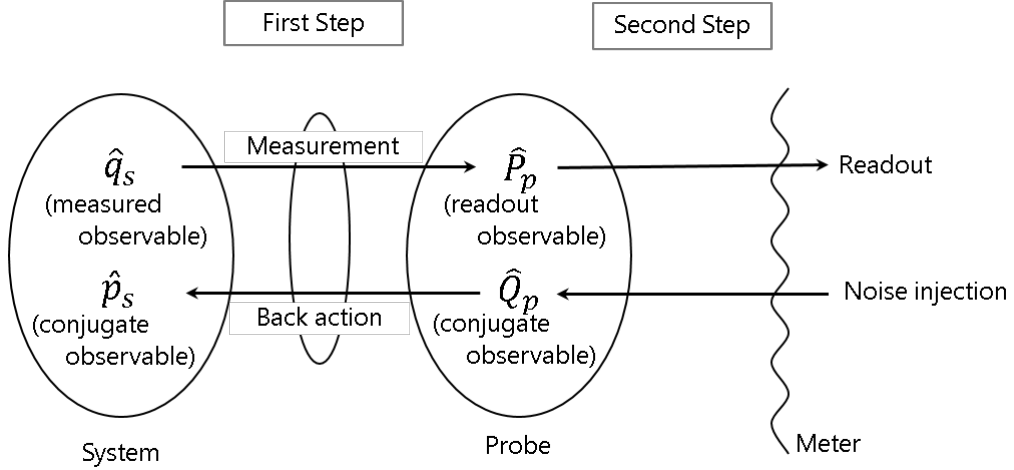 First Step
Second Step
Measurement
q̂ₛ
(measured
observable)
P̂ₚ
(readout
observable)
Readout
p̂ₛ
(conjugate
observable)
Back action
Q̂ₚ
(conjugate
observable)
Noise injection
System
Probe
Meter